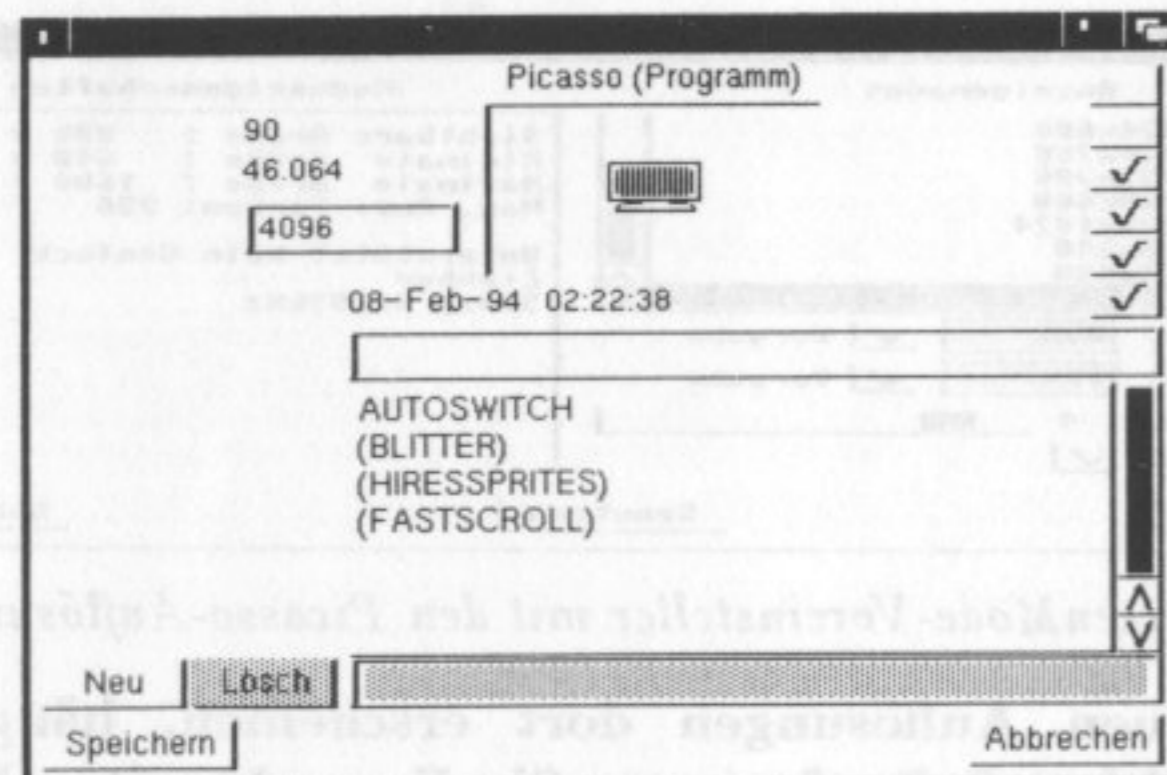 Picasso (Programm)
90
46.064
4096
08-Feb-94 02:22:38
AUTOSWITCH
(BLITTER)
(HIRESSPRITES)
(FASTSCROLL)
Neu
Lösch
Speichern
Abbrechen